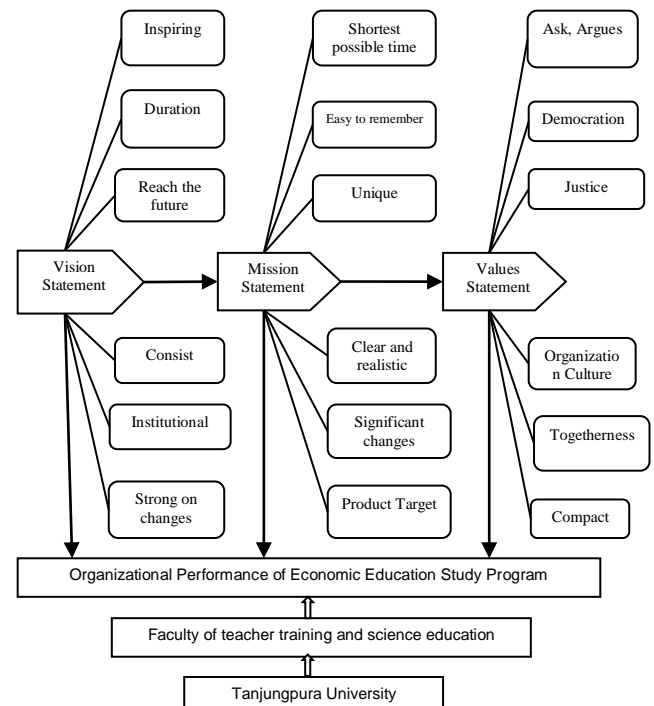 Inspiring
Shortest
possible time
Ask, Argues
Duration
Easy to remember
Democration
Reach the
future
Unique
Justice
Vision
Statement
Mission
Statement
Values
Statement
Consist
Clear and
realistic
Organizatio
n Culture
Institutional
Significant
changes
Togetherness
Strong on
changes
Product Target
Compact
Organizational Performance of Economic Education Study Program
Faculty of teacher training and science education
Tanjungpura University